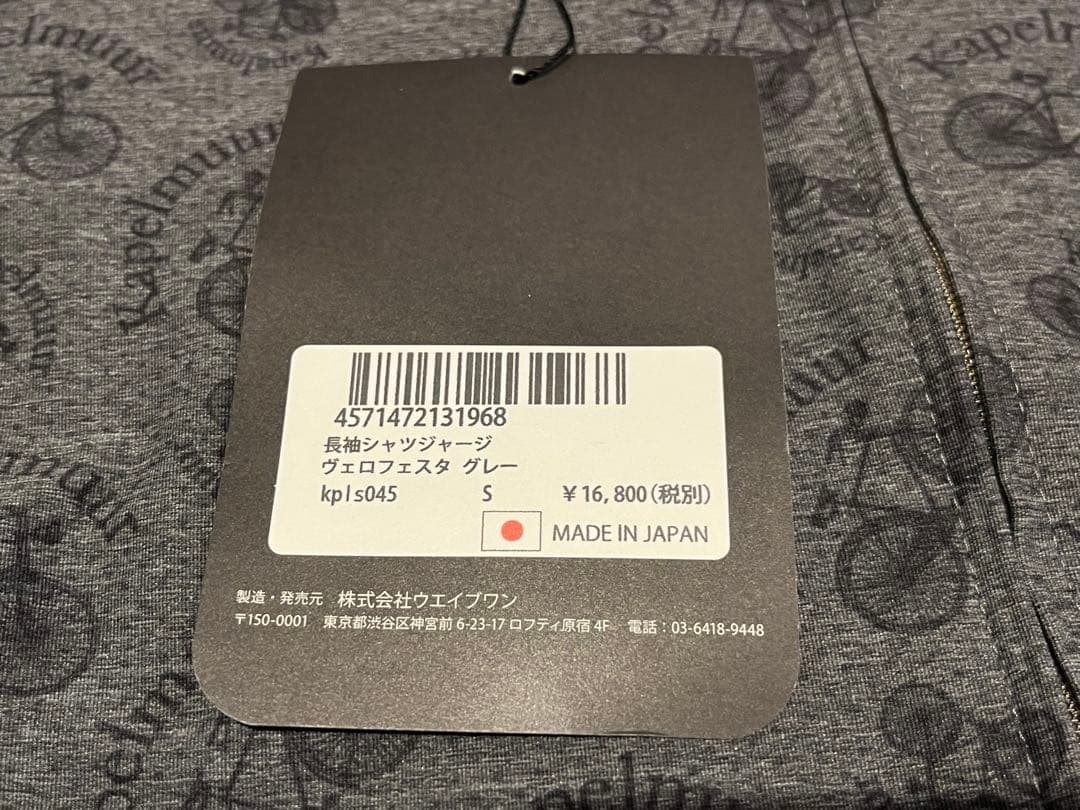 Kapelmuur
Kapelmuur
Kapelmuur
Kapelmuur
4571472131968
長袖シャツジャージ
ヴェロフェスタ グレー
kpls045 S ¥16,800(税別)
MADE IN JAPAN
製造・発売元 株式会社ウエイブワン
〒150-0001 東京都渋谷区神宮前 6-23-17 ロフティ原宿 4F 電話：03-6418-9448